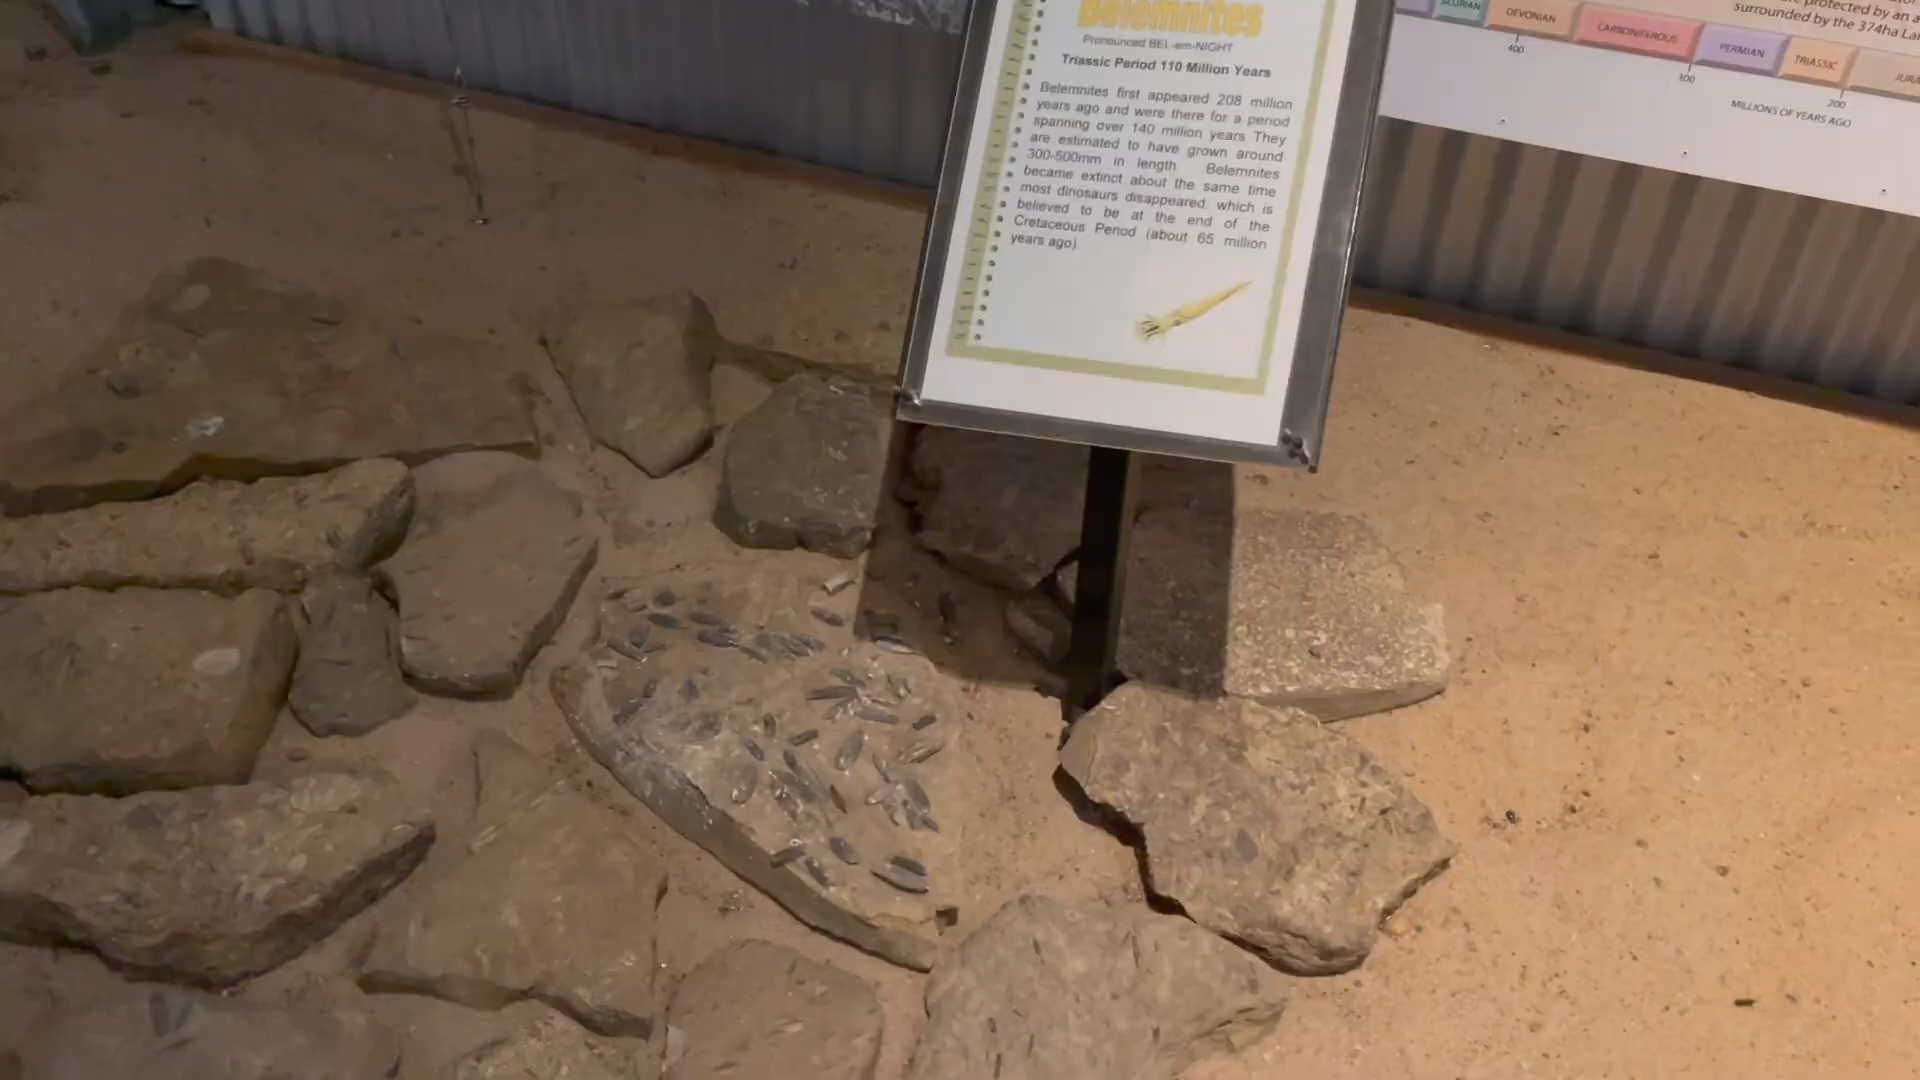 Belemnites
Pronounced BEL-em-NIGHT
Triassic Period 110 Million Years
Belemnites first appeared 208 million
years ago and were there for a period
spanning over 140 million years They
are estimated to have grown around
300-500mm in length Belemnites
became extinct about the same time
most dinosaurs disappeared, which is
believed to be at the end of the
Cretaceous Period (about 65 million
years ago)
protected by an a
surrounded by the 374ha
SILURIAN
DEVONIAN
CARBONIFEROUS
PERMIAN
TRIASSIC
400
300
200
MILLIONS OF YEARS AGO